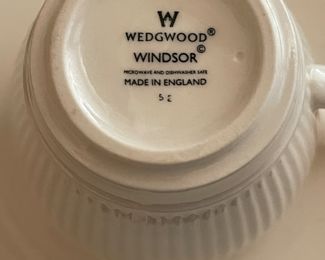 W
WEDGWOOD®
WINDSOR©
MICROWAVE AND DISHWASHER SAFE
MADE IN ENGLAND